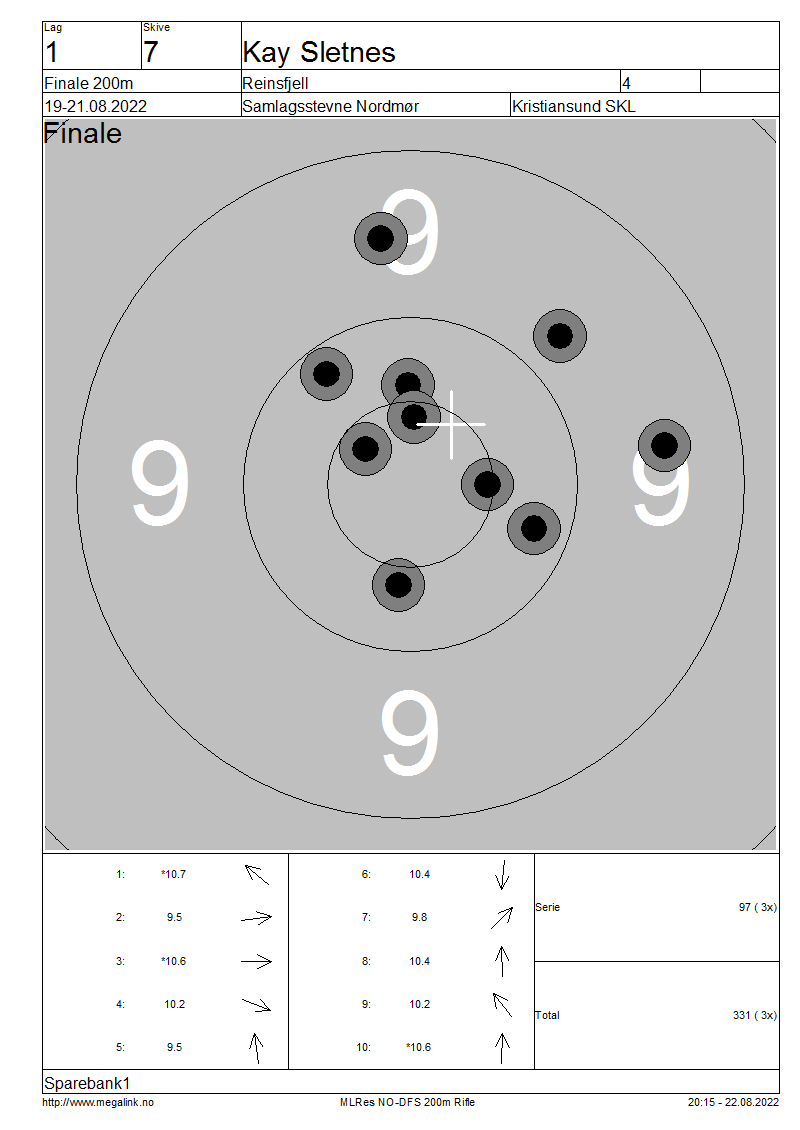 Lag Skive
1 7 Kay Sletnes
Finale 200m Reinsfjell 4
19-21.08.2022 Samlagsstevne Nordmør Kristiansund SKL
Finale
9
9 9
9
1: *10.7 6: 10.4
2: 9.5 7: 9.8
Serie 97 ( 3x)
3: *10.6 8: 10.4
4: 10.2 9: 10.2
Total 331 ( 3x)
5: 9.5 10: *10.6
Sparebank1
http://www.megalink.no MLRes NO-DFS 200m Rifle 20:15 - 22.08.2022